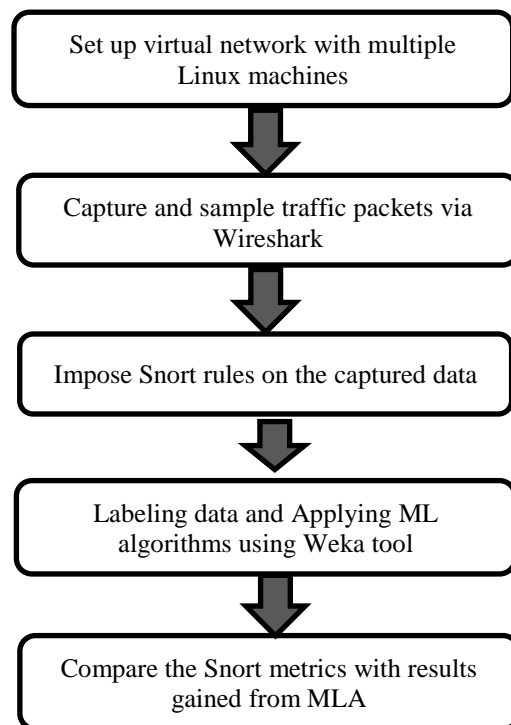 Set up virtual network with multiple
Linux machines
Capture and sample traffic packets via
Wireshark
Impose Snort rules on the captured data
Labeling data and Applying ML
algorithms using Weka tool
Compare the Snort metrics with results
gained from MLA